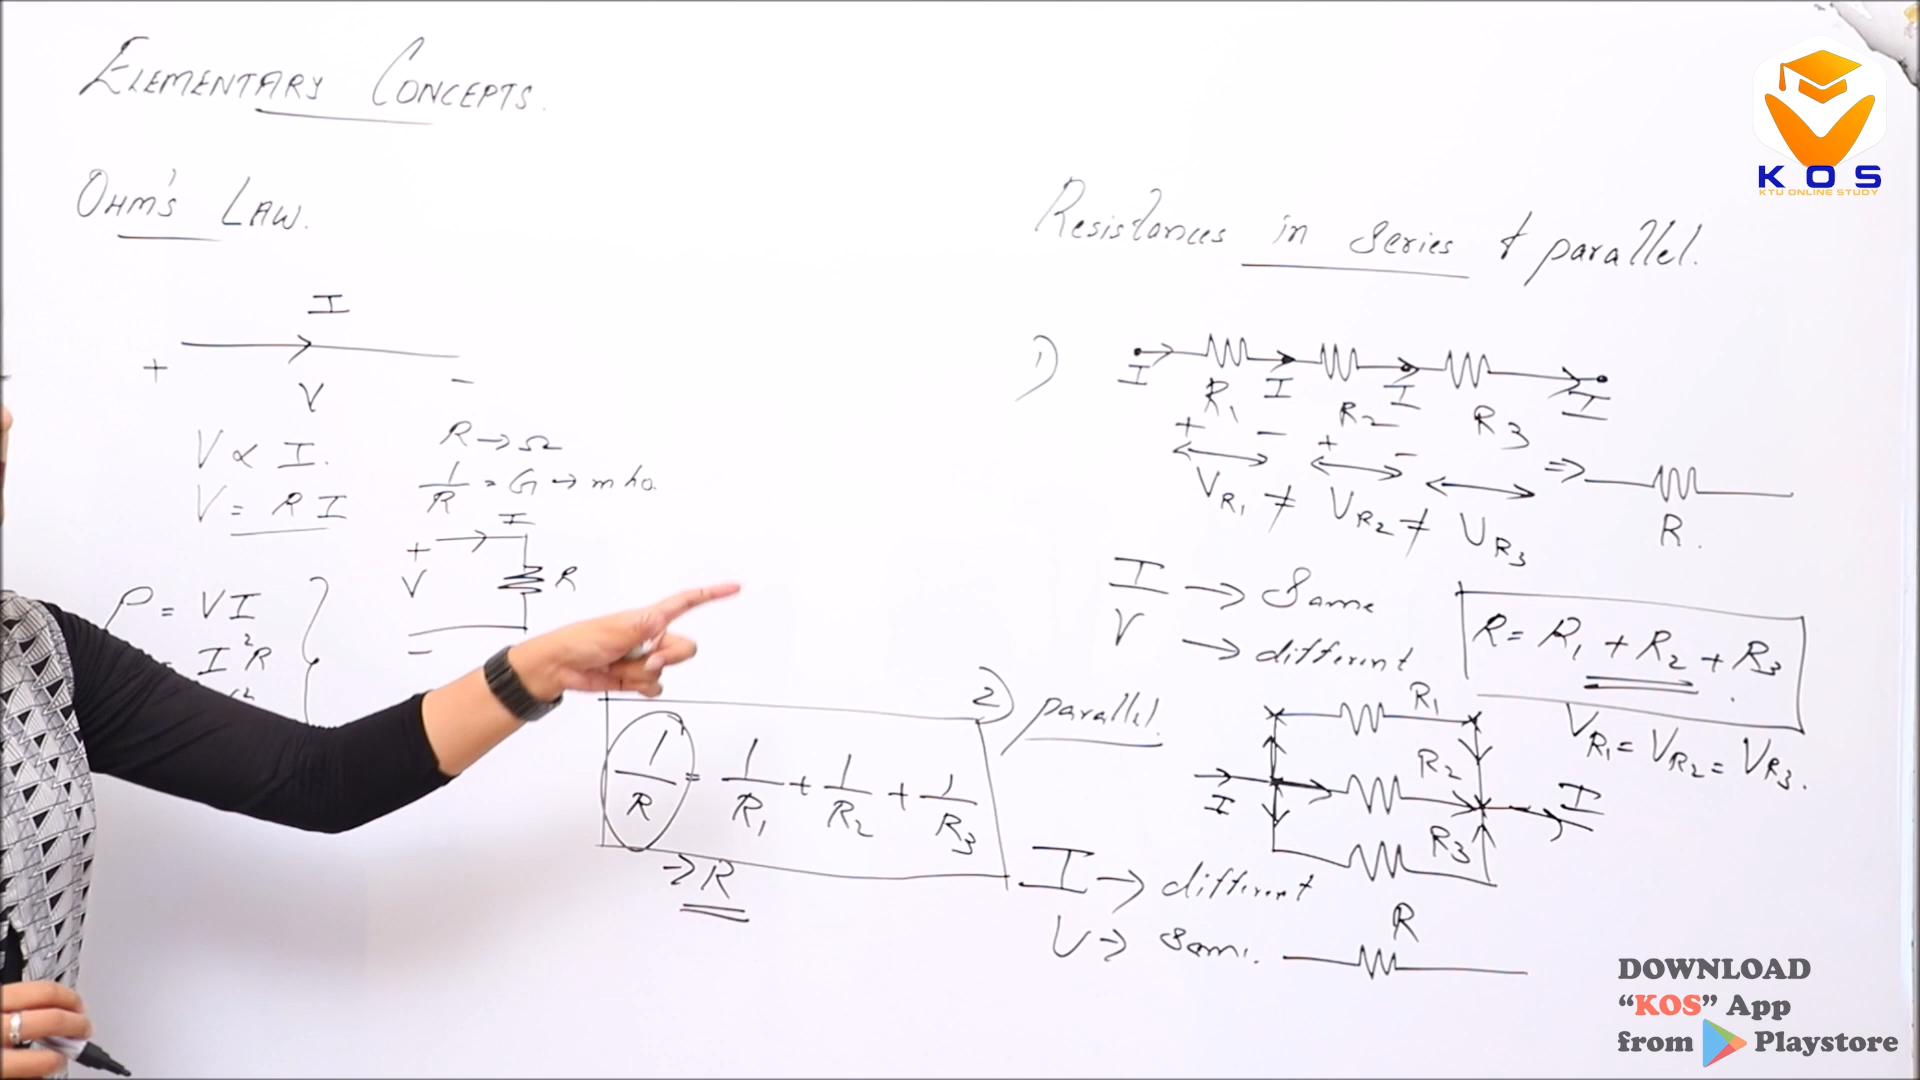 ELEMENTARY CONCEPTS.
OHM'S LAW.
I
+ V -
V ∝ I.
V = RI
R → Ω
1/R = G → mho.
I
+
V R
-
P = VI
= I²R
Resistances in series & parallel.
1)
I R1 I R2 I R3 I
+ - + -
VR1 ≠ VR2 ≠ VR3
⇒ R.
I → Same
V → different
R = R1 + R2 + R3
2) parallel.
R1
R2
R3
I I
VR1 = VR2 = VR3.
1/R = 1/R1 + 1/R2 + 1/R3
→ R
I → different
V → Same.
R
KOS
KTU ONLINE STUDY
DOWNLOAD
“KOS” App
from Playstore